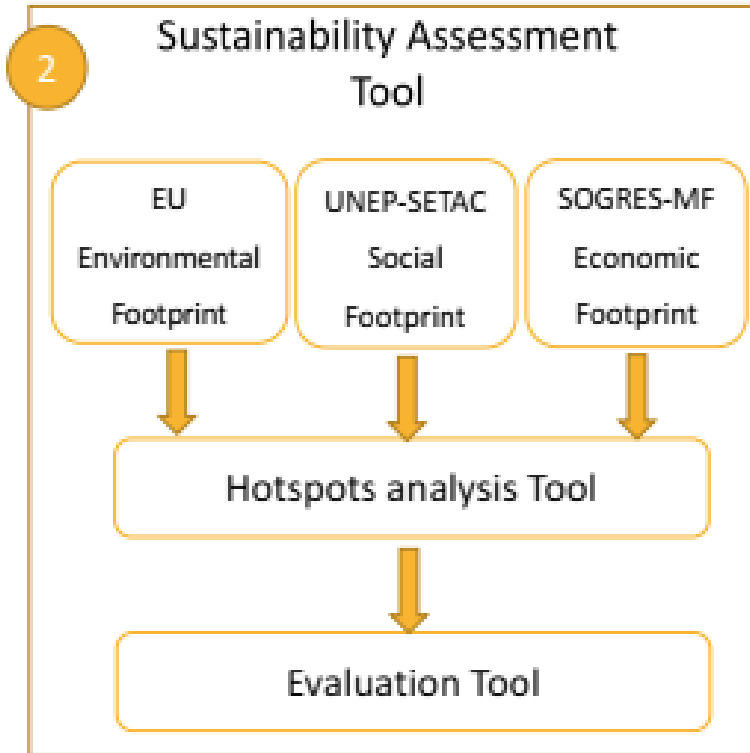 2
Sustainability Assessment
Tool
EU
Environmental
Footprint
UNEP-SETAC
Social
Footprint
SOGRES-MF
Economic
Footprint
Hotspots analysis Tool
Evaluation Tool